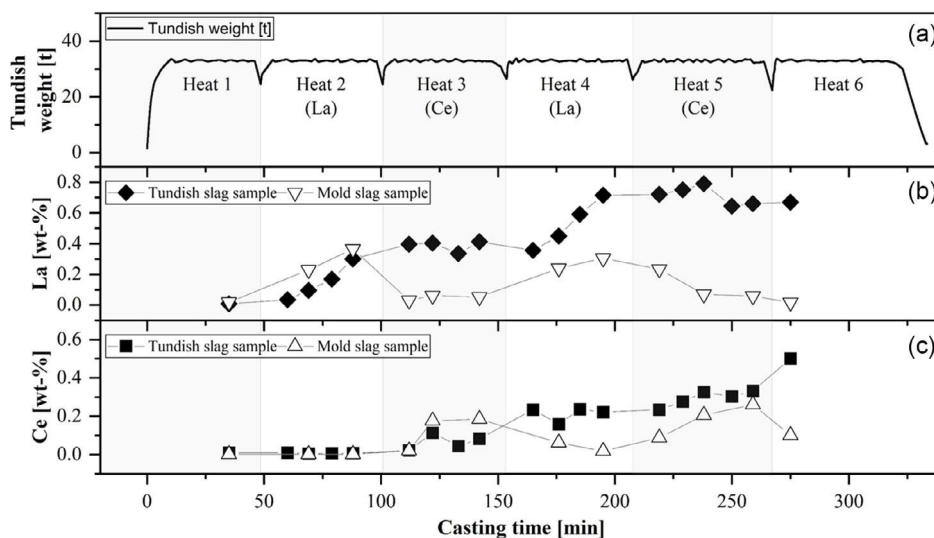 (a)
Tundish weight [t]
Tundish
weight [t]
40
20
0
Heat 1
Heat 2
(La)
Heat 3
(Ce)
Heat 4
(La)
Heat 5
(Ce)
Heat 6
(b)
Tundish slag sample
Mold slag sample
La [wt-%]
0.8
0.6
0.4
0.2
0.0
(c)
Tundish slag sample
Mold slag sample
Ce [wt-%]
0.6
0.4
0.2
0.0
0
50
100
150
200
250
300
Casting time [min]